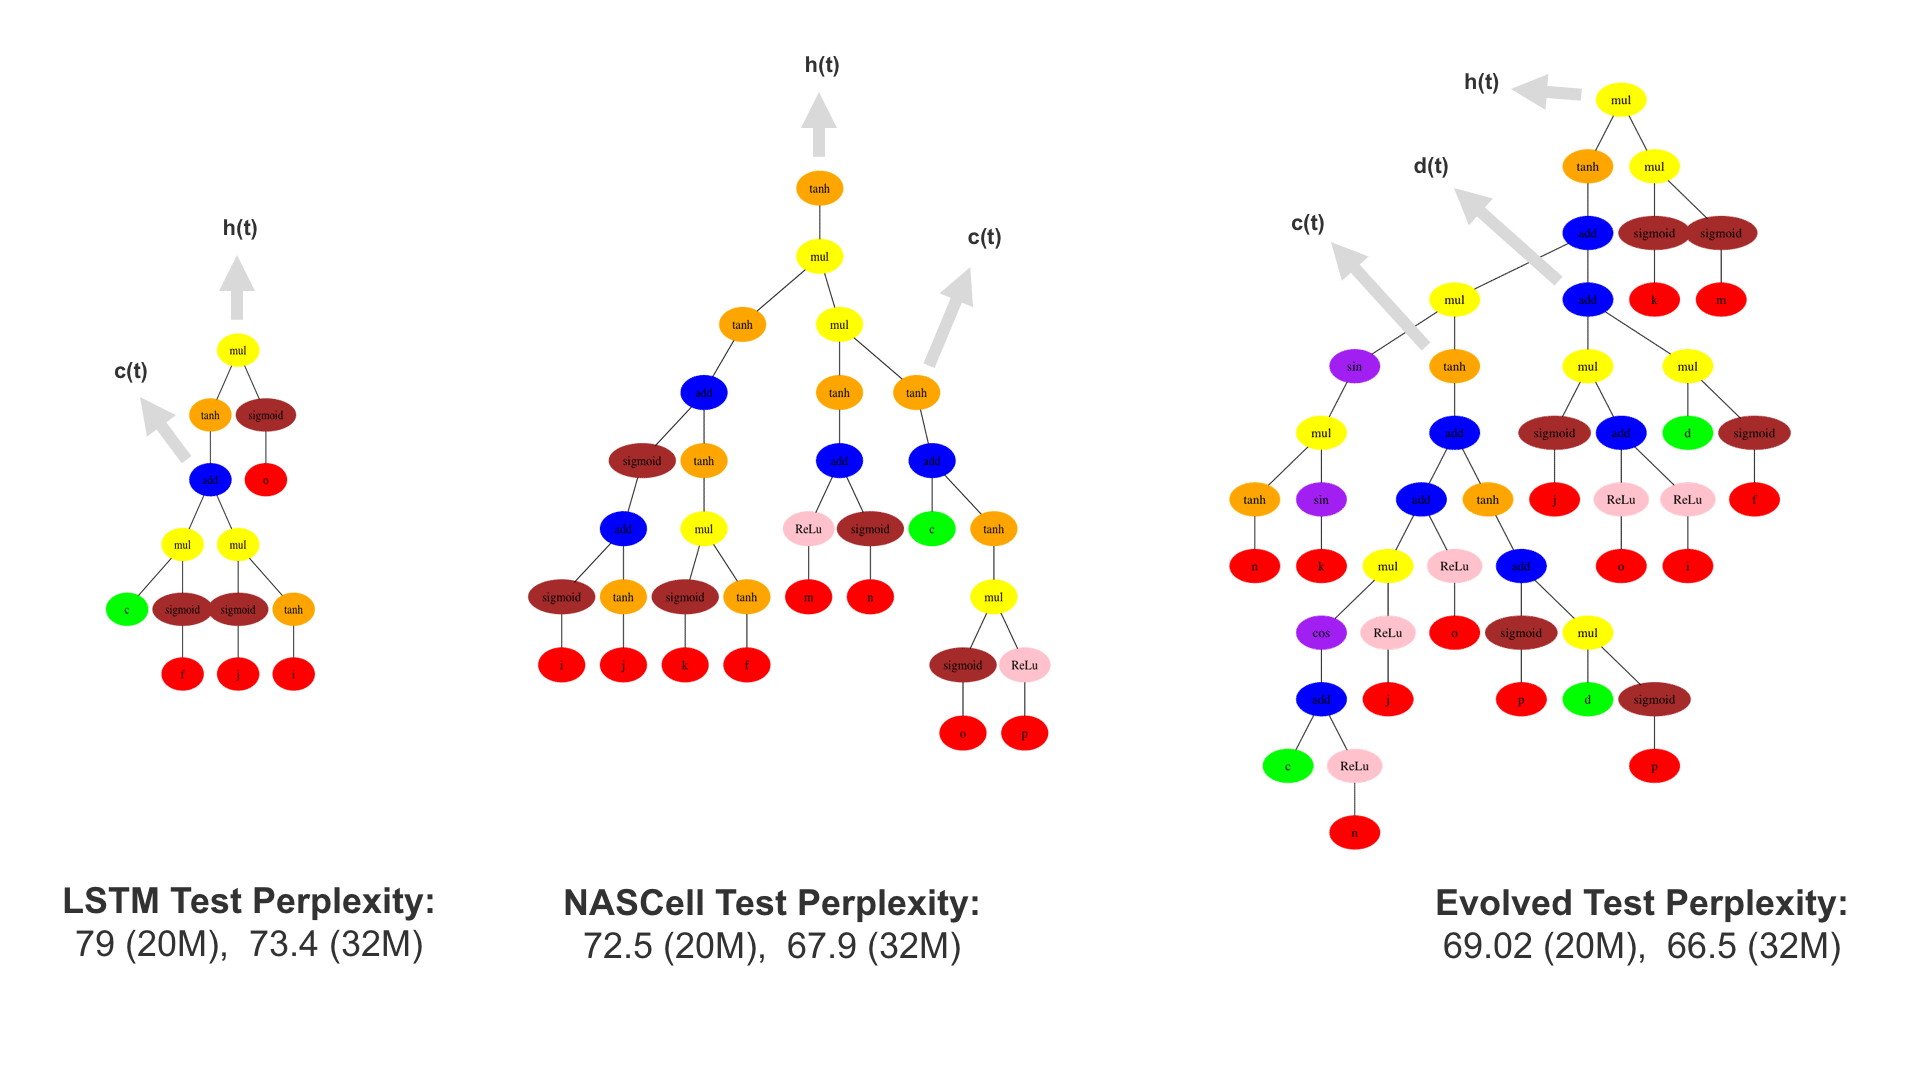 h(t)
c(t)
mul
tanh sigmoid
add o
mul mul
c sigmoid sigmoid tanh
f j i
LSTM Test Perplexity:
79 (20M), 73.4 (32M)
h(t)
tanh
c(t)
mul
tanh mul
add tanh tanh
sigmoid tanh add add
add mul ReLu sigmoid c tanh
sigmoid tanh sigmoid tanh m n mul
i j k f sigmoid ReLu
o p
NASCell Test Perplexity:
72.5 (20M), 67.9 (32M)
h(t)
mul
d(t)
tanh mul
c(t)
add sigmoid sigmoid
mul add k m
sin tanh mul mul
mul add sigmoid add d sigmoid
tanh sin add tanh j ReLu ReLu f
n k mul ReLu add o i
cos ReLu o sigmoid mul
add j p d sigmoid
c ReLu p
n
Evolved Test Perplexity:
69.02 (20M), 66.5 (32M)